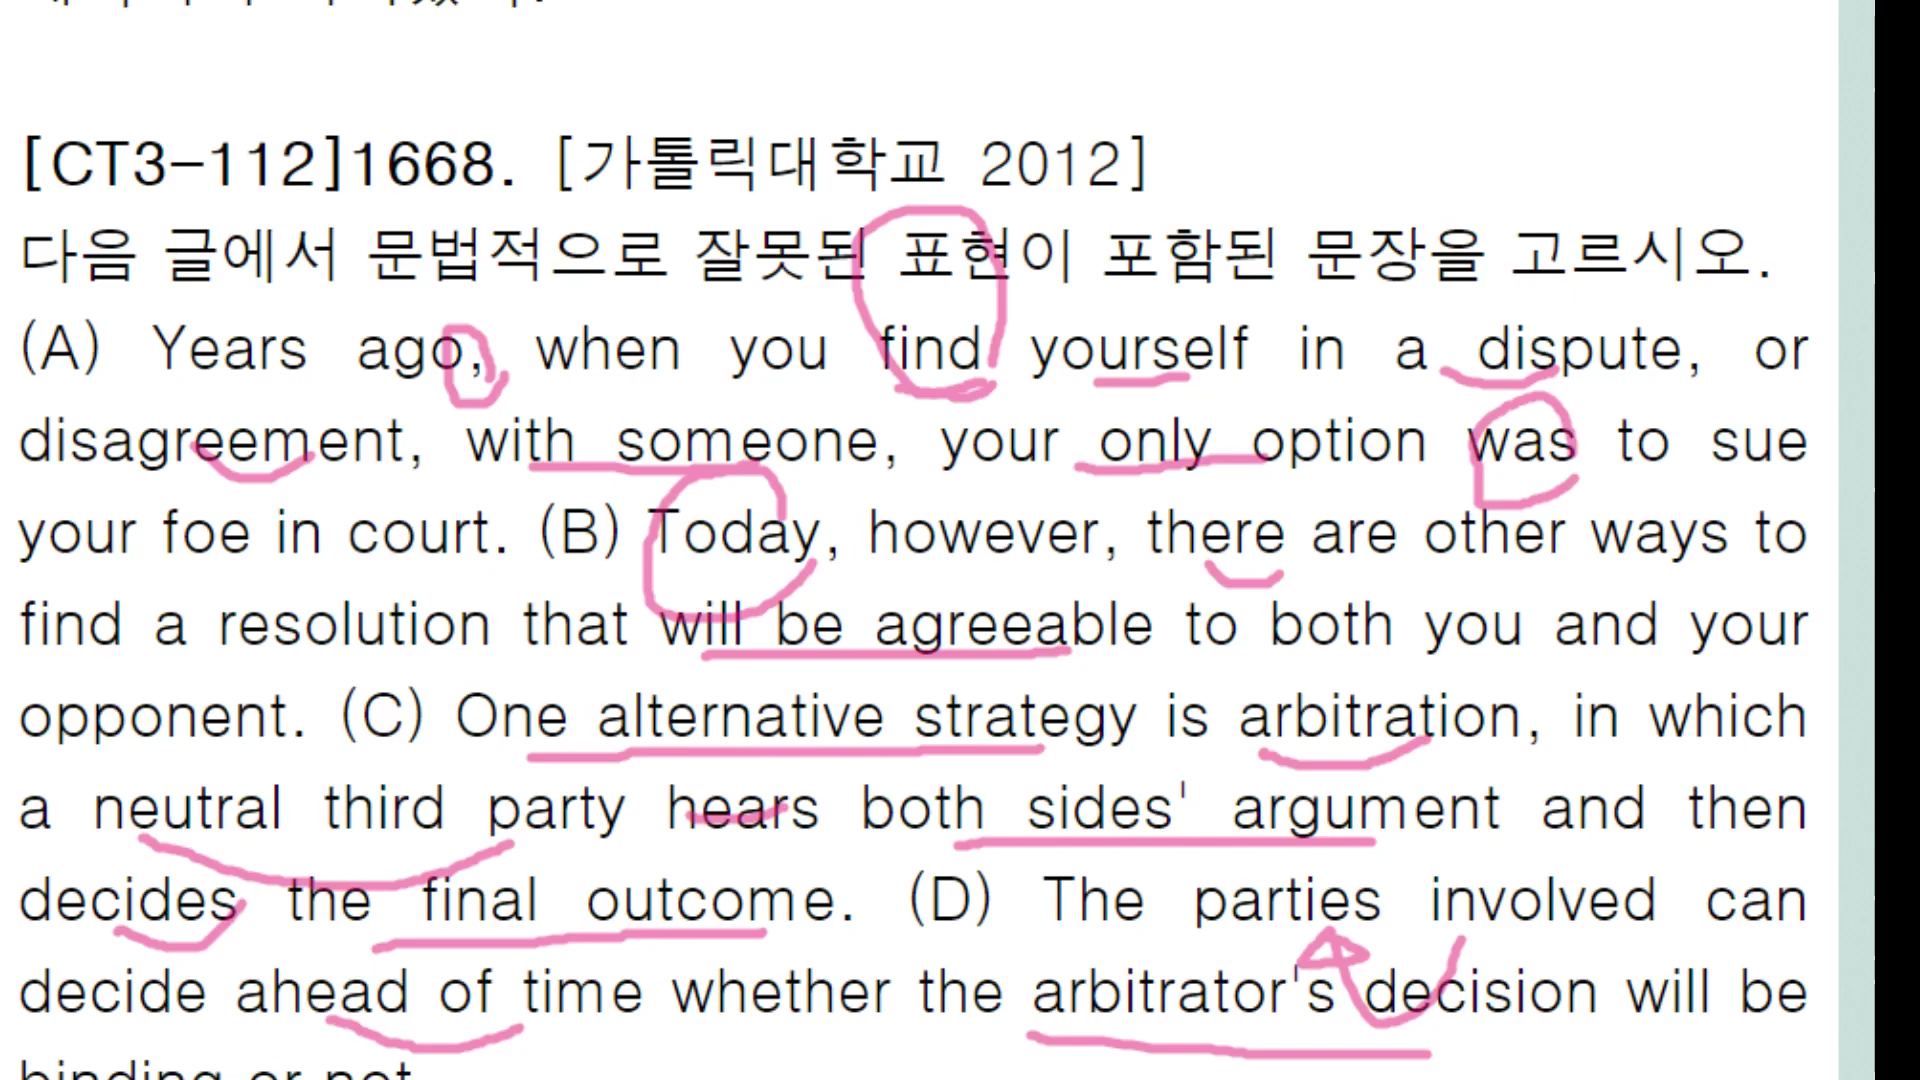 [CT3-112]1668. [가톨릭대학교 2012]
다음 글에서 문법적으로 잘못된 표현이 포함된 문장을 고르시오.
(A) Years ago, when you find yourself in a dispute, or
disagreement, with someone, your only option was to sue
your foe in court. (B) Today, however, there are other ways to
find a resolution that will be agreeable to both you and your
opponent. (C) One alternative strategy is arbitration, in which
a neutral third party hears both sides' argument and then
decides the final outcome. (D) The parties involved can
decide ahead of time whether the arbitrator's decision will be
binding or not